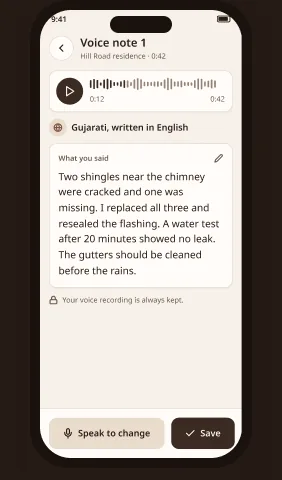 9:41
Voice note 1
Hill Road residence · 0:42
0:12
0:42
Gujarati, written in English
What you said
Two shingles near the chimney
were cracked and one was
missing. I replaced all three and
resealed the flashing. A water test
after 20 minutes showed no leak.
The gutters should be cleaned
before the rains.
Your voice recording is always kept.
Speak to change
Save